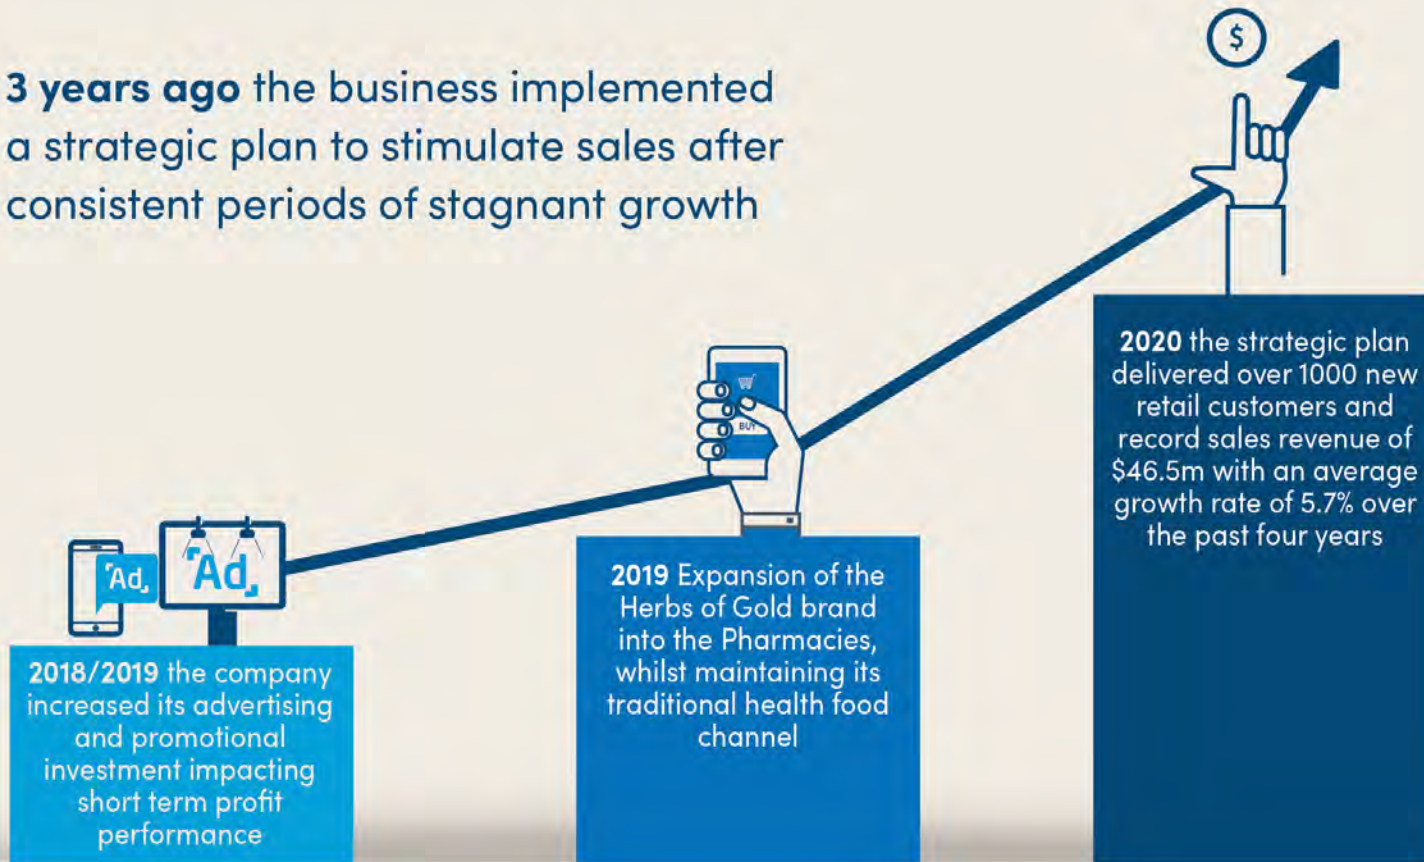 3 years ago the business implemented
a strategic plan to stimulate sales after
consistent periods of stagnant growth
$
2020 the strategic plan
delivered over 1000 new
retail customers and
record sales revenue of
$46.5m with an average
growth rate of 5.7% over
the past four years
BUY
2019 Expansion of the
Herbs of Gold brand
into the Pharmacies,
whilst maintaining its
traditional health food
channel
Ad
Ad
2018/2019 the company
increased its advertising
and promotional
investment impacting
short term profit
performance